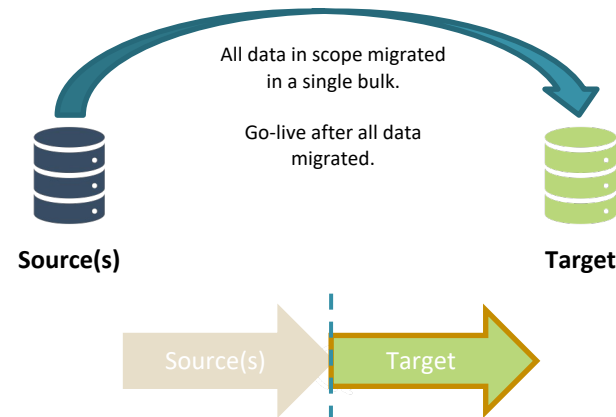 All data in scope migrated
in a single bulk.
Go-live after all data
migrated.
Source(s)
Target
Source(s)
Target